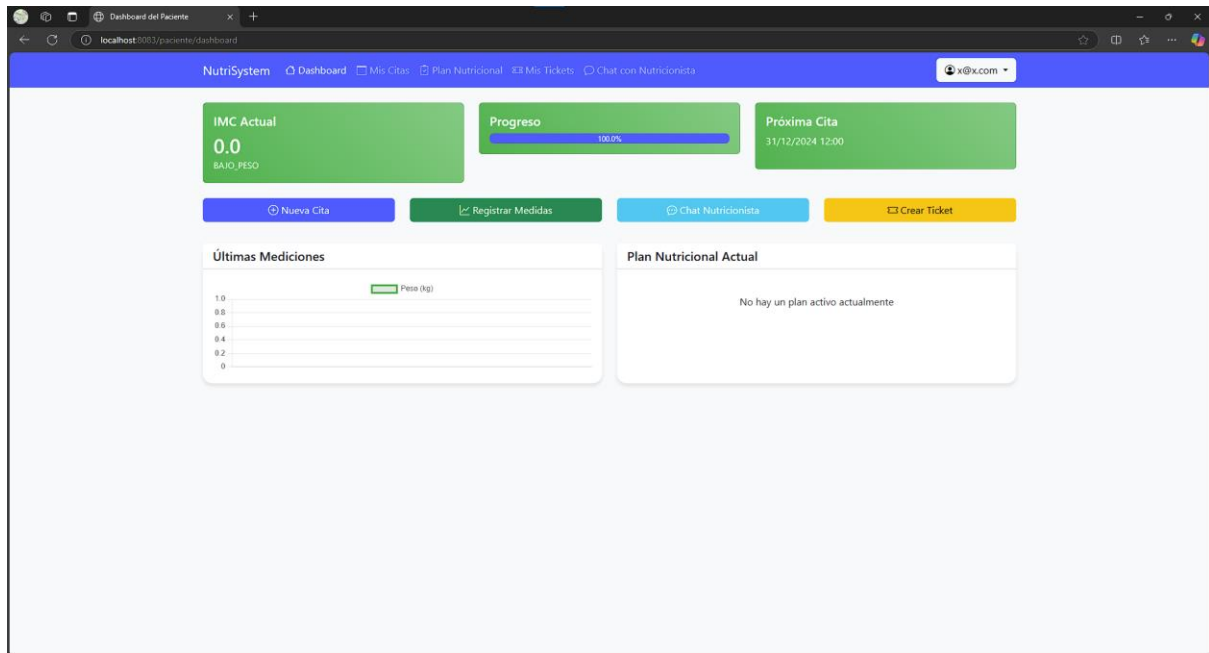 Dashboard del Paciente
localhost:8083/paciente/dashboard
NutriSystem Dashboard Mis Citas Plan Nutricional Mis Tickets Chat con Nutricionista x@x.com
IMC Actual
0.0
BAJO_PESO
Progreso
100.0%
Próxima Cita
31/12/2024 12:00
Nueva Cita
Registrar Medidas
Chat Nutricionista
Crear Ticket
Últimas Mediciones
Peso (kg)
1.0
0.8
0.6
0.4
0.2
0
Plan Nutricional Actual
No hay un plan activo actualmente